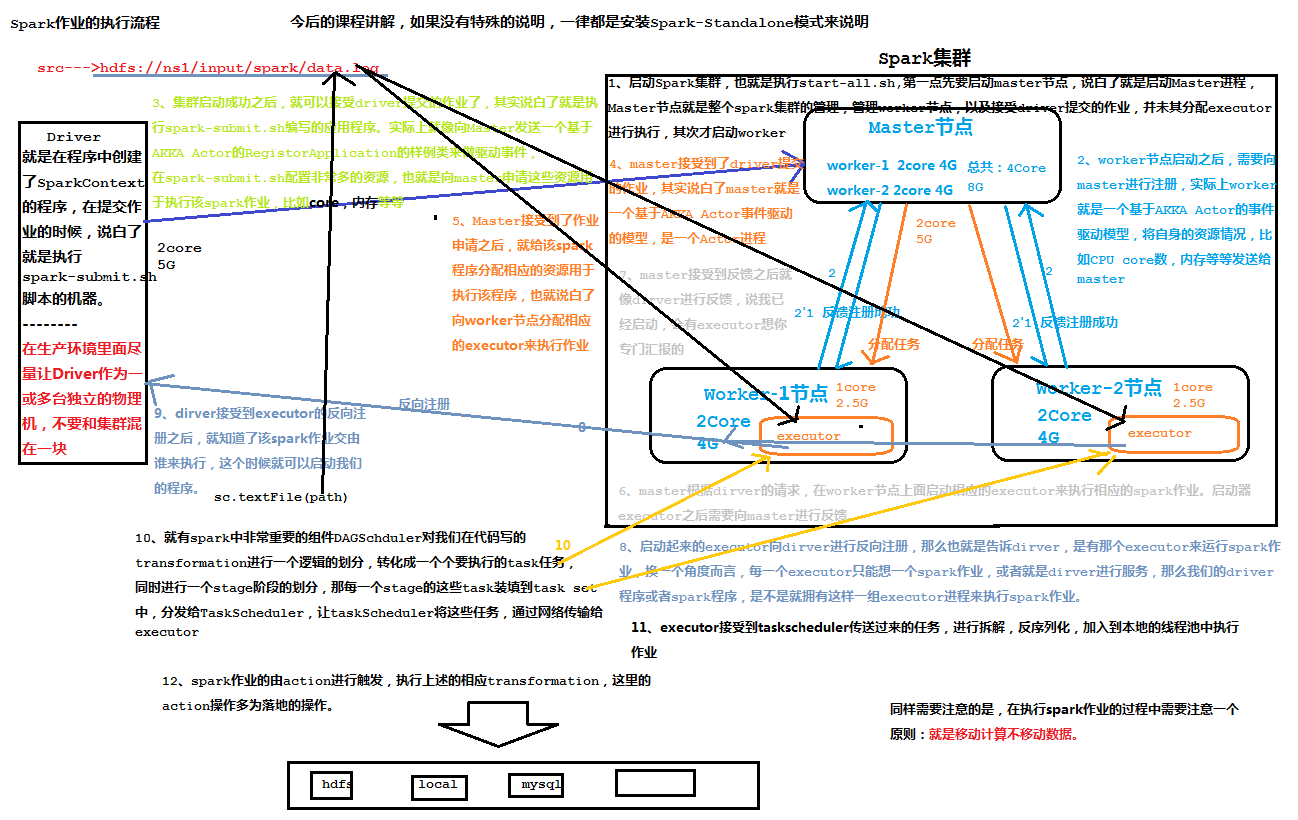 Spark作业的执行流程
今后的课程讲解，如果没有特殊的说明，一律都是安装Spark-Standalone模式来说明
src--->hdfs://ns1/input/spark/data.log
Spark集群
1、启动Spark集群，也就是执行start-all.sh,第一点先要启动master节点，说白了就是启动Master进程，
Master节点就是整个spark集群的管理，管理worker节点，以及接受driver提交的作业，并未其分配executor
进行执行，其次才启动worker
3、集群启动成功之后，就可以接受driver提交的作业了，其实说白了就是执
行spark-submit.sh编写的应用程序。实际上就像向Master发送一个基于
AKKA Actor的RegistorApplication的样例类来做驱动事件，
在spark-submit.sh配置非常多的资源，也就是向master申请这些资源用
于执行该spark作业，比如core，内存等等
Driver
就是在程序中创建
了SparkContext
的程序，在提交作
业的时候，说白了
就是执行
spark-submit.sh
脚本的机器。
--------
在生产环境里面尽
量让Driver作为一
或多台独立的物理
机，不要和集群混
在一块
2core
5G
Master节点
worker-1 2core 4G
worker-2 2core 4G
总共：4Core
8G
2、worker节点启动之后，需要向
master进行注册，实际上worker
就是一个基于AKKA Actor的事件
驱动模型，将自身的资源情况，比
如CPU core数，内存等等发送给
master
4、master接受到了driver提交
的作业，其实说白了master就是
一个基于AKKA Actor事件驱动
的模型，是一个Actor进程
5、Master接受到了作业
申请之后，就给该spark
程序分配相应的资源用于
执行该程序，也就说白了
向worker节点分配相应
的executor来执行作业
2core
5G
7、master接受到反馈之后就
像dirver进行反馈，说我已
经启动，会有executor想你
专门汇报的
2
2
2'1 反馈注册成功
2'1 反馈注册成功
分配任务
分配任务
Worker-1节点
2Core
4G
1core
2.5G
executor
Worker-2节点
2Core
4G
1core
2.5G
executor
反向注册
8
9、dirver接受到executor的反向注
册之后，就知道了该spark作业交由
谁来执行，这个时候就可以启动我们
的程序。
sc.textFile(path)
6、master根据dirver的请求，在worker节点上面启动相应的executor来执行相应的spark作业。启动器
executor之后需要向master进行反馈
10、就有spark中非常重要的组件DAGSchduler对我们在代码写的
transformation进行一个逻辑的划分，转化成一个个要执行的task任务，
同时进行一个stage阶段的划分，那每一个stage的这些task装填到task set
中，分发给TaskScheduler，让taskScheduler将这些任务，通过网络传输给
executor
10
8、启动起来的executor向dirver进行反向注册，那么也就是告诉dirver，是有那个executor来运行spark作
业，换一个角度而言，每一个executor只能想一个spark作业，或者就是dirver进行服务，那么我们的driver
程序或者spark程序，是不是就拥有这样一组executor进程来执行spark作业。
11、executor接受到taskscheduler传送过来的任务，进行拆解，反序列化，加入到本地的线程池中执行
作业
12、spark作业的由action进行触发，执行上述的相应transformation，这里的
action操作多为落地的操作。
同样需要注意的是，在执行spark作业的过程中需要注意一个
原则：就是移动计算不移动数据。
hdfs
local
mysql